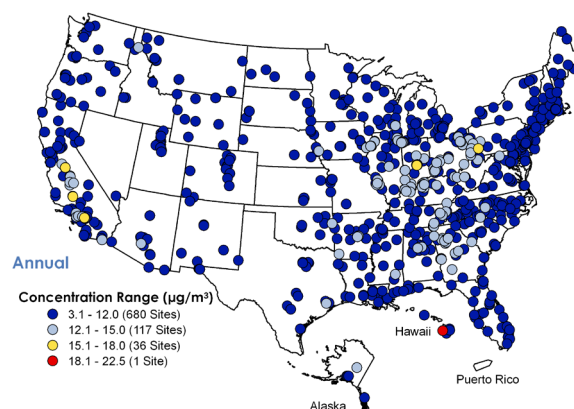 Annual
Concentration Range (µg/m³)
3.1 - 12.0 (680 Sites)
12.1 - 15.0 (117 Sites)
15.1 - 18.0 (36 Sites)
18.1 - 22.5 (1 Site)
Hawaii
Puerto Rico
Alaska